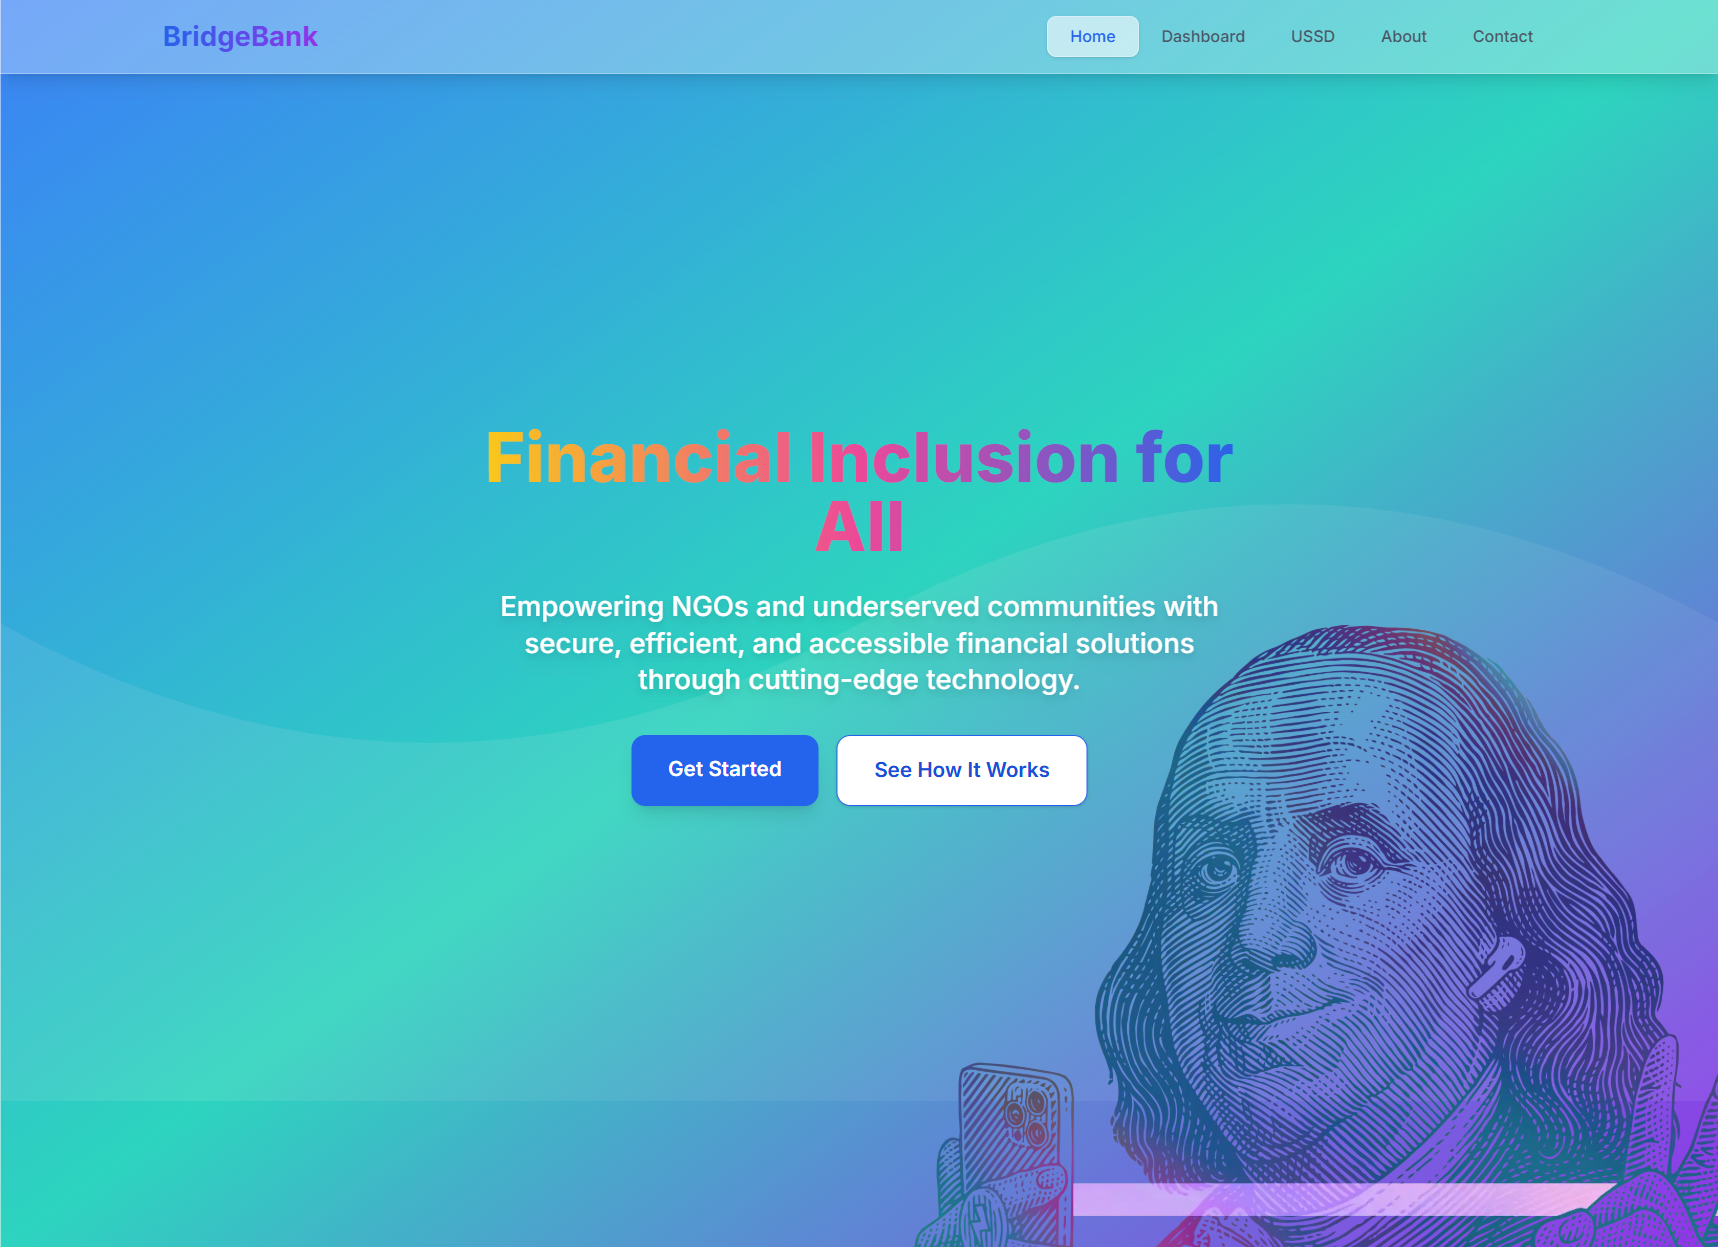 BridgeBank
Home
Dashboard
USSD
About
Contact
Financial Inclusion for
All
Empowering NGOs and underserved communities with
secure, efficient, and accessible financial solutions
through cutting-edge technology.
Get Started
See How It Works